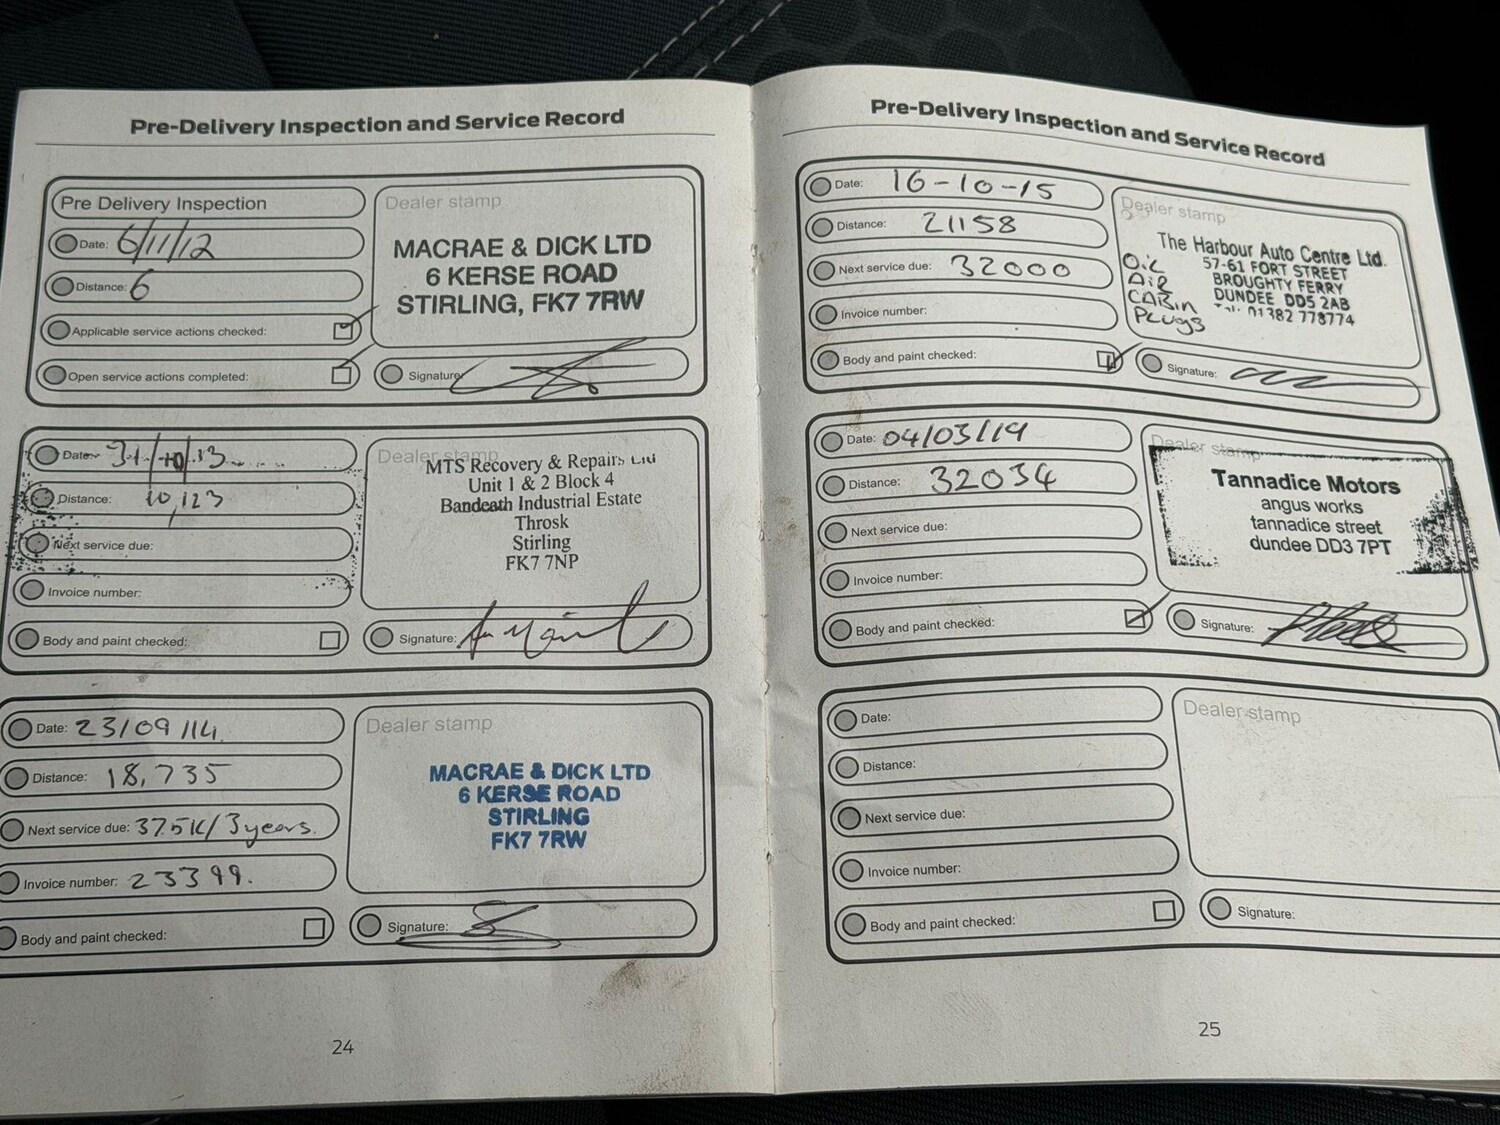 Pre-Delivery Inspection and Service Record
Pre Delivery Inspection
Date: 6/11/12
Distance: 6
Applicable service actions checked:
Open service actions completed:
Dealer stamp
MACRAE & DICK LTD
6 KERSE ROAD
STIRLING, FK7 7RW
Signature:
Date: 31/10/13
Distance: 10,123
Next service due:
Invoice number:
Body and paint checked:
Dealer stamp
MTS Recovery & Repairs Ltd
Unit 1 & 2 Block 4
Bandeath Industrial Estate
Throsk
Stirling
FK7 7NP
Signature:
Date: 23/09/14
Distance: 18,735
Next service due: 37.5K/3years.
Invoice number: 23399.
Body and paint checked:
Dealer stamp
MACRAE & DICK LTD
6 KERSE ROAD
STIRLING
FK7 7RW
Signature:
24
Pre-Delivery Inspection and Service Record
Date: 16-10-15
Distance: 21158
Next service due: 32000
Invoice number:
Body and paint checked:
Dealer stamp
The Harbour Auto Centre Ltd.
57-61 FORT STREET
BROUGHTY FERRY
DUNDEE DD5 2AB
Tel: 01382 778774
OIL
AIR
CABIN
PLUGS
Signature:
Date: 04/03/19
Distance: 32034
Next service due:
Invoice number:
Body and paint checked:
Dealer stamp
Tannadice Motors
angus works
tannadice street
dundee DD3 7PT
Signature:
Date:
Distance:
Next service due:
Invoice number:
Body and paint checked:
Dealer stamp
Signature:
25